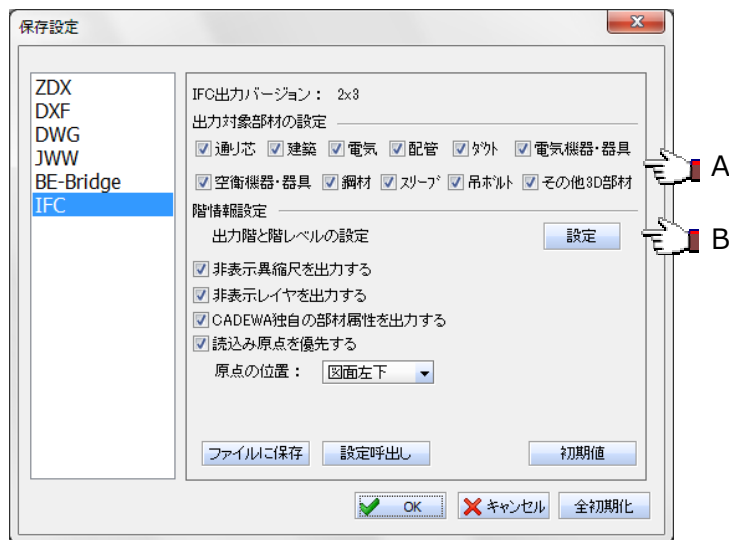 保存設定
ZDX
DXF
DWG
JWW
BE-Bridge
IFC
IFC出力バージョン： 2x3
出力対象部材の設定
通り芯 建築 電気 配管 ダクト 電気機器・器具
A
空衛機器・器具 鋼材 スリーブ 吊ボルト その他3D部材
階情報設定
出力階と階レベルの設定 設定
B
非表示異縮尺を出力する
非表示レイヤを出力する
CADEWA独自の部材属性を出力する
読込み原点を優先する
原点の位置： 図面左下
ファイルに保存 設定呼出し 初期値
OK キャンセル 全初期化